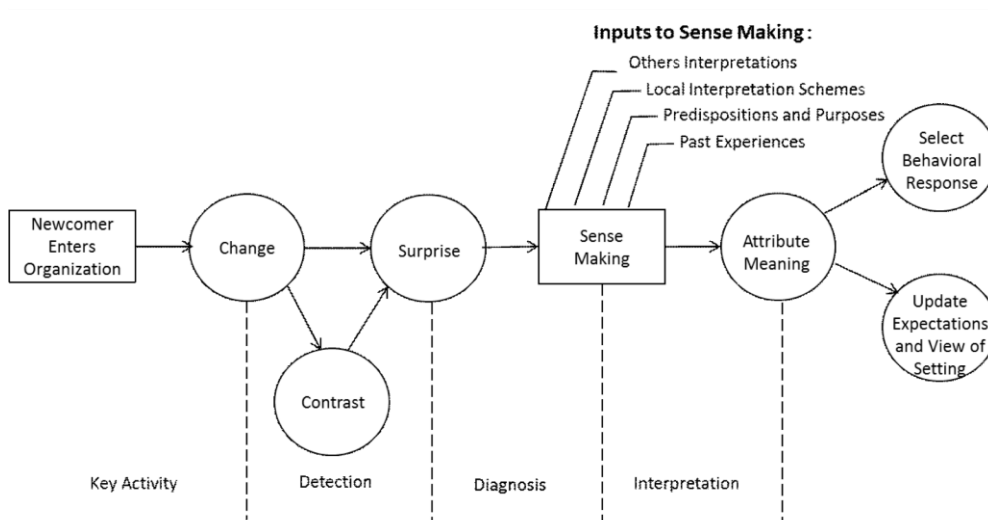 Inputs to Sense Making:
Others Interpretations
Local Interpretation Schemes
Predispositions and Purposes
Past Experiences
Newcomer
Enters
Organization
Change
Contrast
Surprise
Sense
Making
Attribute
Meaning
Select
Behavioral
Response
Update
Expectations
and View of
Setting
Key Activity
Detection
Diagnosis
Interpretation